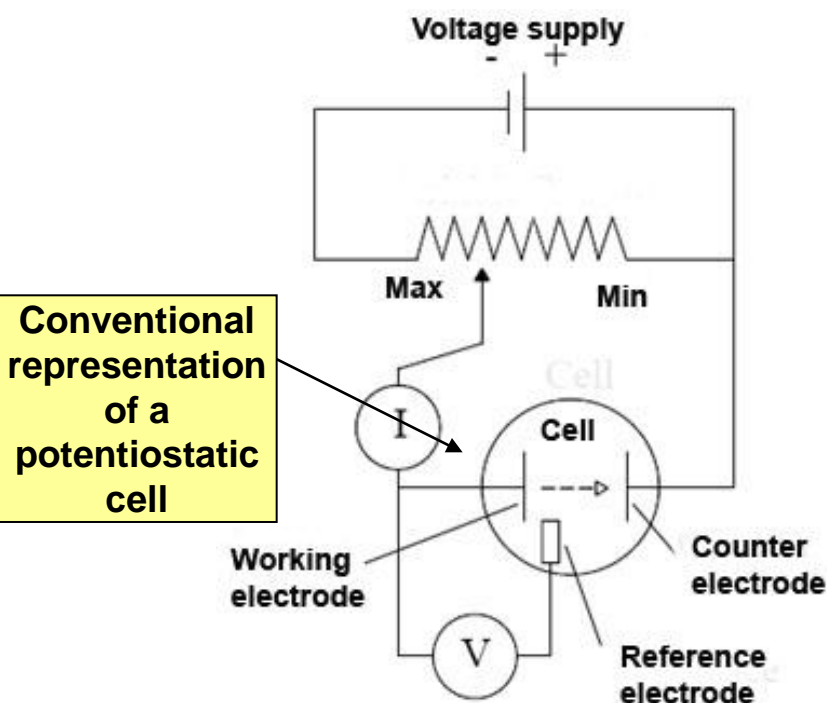 Voltage supply
- +
Max
Min
Conventional
representation
of a
potentiostatic
cell
I
Cell
Cell
Working
electrode
Counter
electrode
V
Reference
electrode